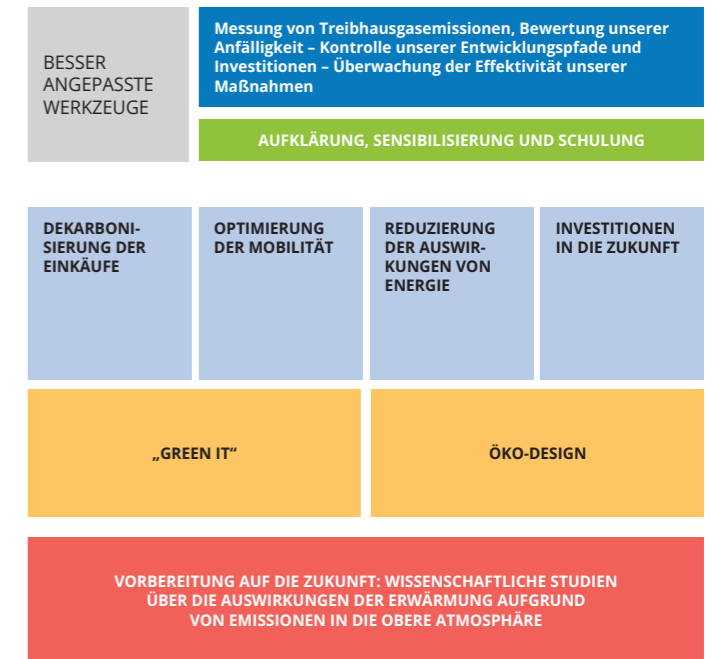 BESSER
ANGEPASSTE
WERKZEUGE
Messung von Treibhausgasemissionen, Bewertung unserer
Anfälligkeit – Kontrolle unserer Entwicklungspfade und
Investitionen – Überwachung der Effektivität unserer
Maßnahmen
AUFKLÄRUNG, SENSIBILISIERUNG UND SCHULUNG
DEKARBONI-
SIERUNG DER
EINKÄUFE
OPTIMIERUNG
DER MOBILITÄT
REDUZIERUNG
DER AUSWIR-
KUNGEN VON
ENERGIE
INVESTITIONEN
IN DIE ZUKUNFT
„GREEN IT“
ÖKO-DESIGN
VORBEREITUNG AUF DIE ZUKUNFT: WISSENSCHAFTLICHE STUDIEN
ÜBER DIE AUSWIRKUNGEN DER ERWÄRMUNG AUFGRUND
VON EMISSIONEN IN DIE OBERE ATMOSPHÄRE